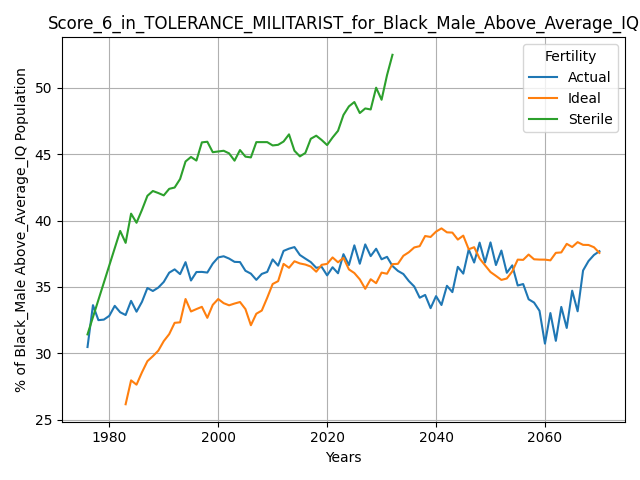 Score_6_in_TOLERANCE_MILITARIST_for_Black_Male_Above_Average_IQ
% of Black_Male Above_Average_IQ Population
50
45
40
35
30
25
Fertility
Actual
Ideal
Sterile
1980
2000
2020
2040
2060
Years